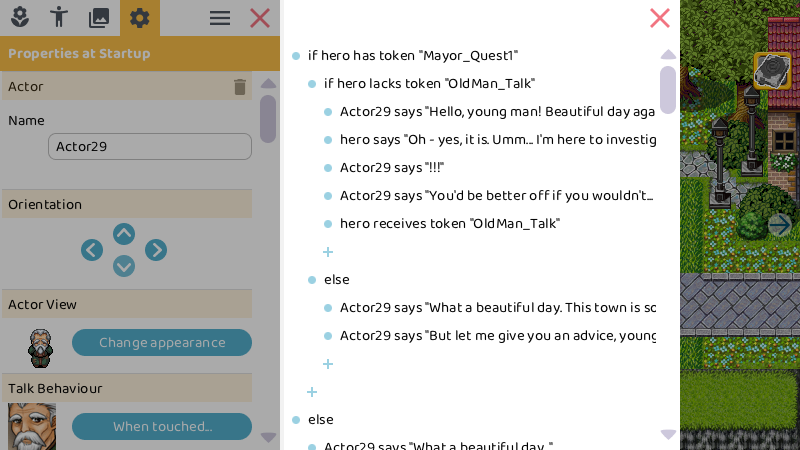 Properties at Startup
Actor
Name
Actor29
Orientation
Actor View
Change appearance
Talk Behaviour
When touched...
if hero has token "Mayor_Quest1"
if hero lacks token "OldMan_Talk"
Actor29 says "Hello, young man! Beautiful day aga
hero says "Oh - yes, it is. Umm... I'm here to investig
Actor29 says "!!!"
Actor29 says "You'd be better off if you wouldn't...
hero receives token "OldMan_Talk"
+
else
Actor29 says "What a beautiful day. This town is so
Actor29 says "But let me give you an advice, young
+
+
else
Actor29 says "What a beautiful day."